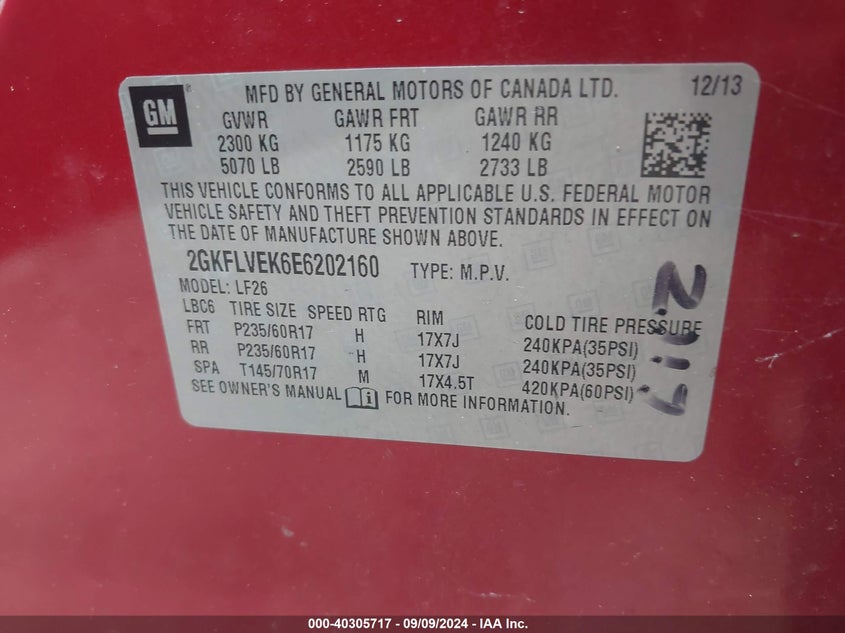 GM
®
MFD BY GENERAL MOTORS OF CANADA LTD. 12/13
GVWR GAWR FRT GAWR RR
2300 KG 1175 KG 1240 KG
5070 LB 2590 LB 2733 LB
THIS VEHICLE CONFORMS TO ALL APPLICABLE U.S. FEDERAL MOTOR
VEHICLE SAFETY AND THEFT PREVENTION STANDARDS IN EFFECT ON
THE DATE OF MANUFACTURE SHOWN ABOVE.
2GKFLVEK6E6202160 TYPE: M.P.V.
MODEL: LF26
LBC6 TIRE SIZE SPEED RTG RIM COLD TIRE PRESSURE
FRT P235/60R17 H 17X7J 240KPA(35PSI)
RR P235/60R17 H 17X7J 240KPA(35PSI)
SPA T145/70R17 M 17X4.5T 420KPA(60PSI)
SEE OWNER'S MANUAL FOR MORE INFORMATION.
000-40305717 - 09/09/2024 - IAA Inc.